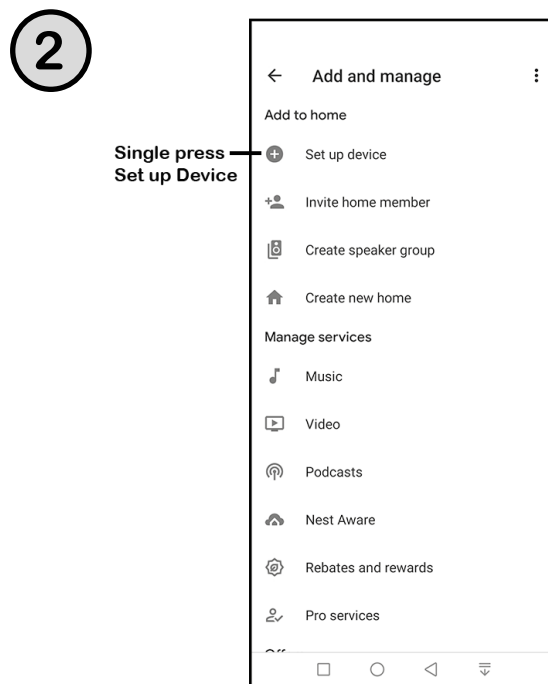 2
Add and manage
Add to home
Single press
Set up Device
Set up device
Invite home member
Create speaker group
Create new home
Manage services
Music
Video
Podcasts
Nest Aware
Rebates and rewards
Pro services